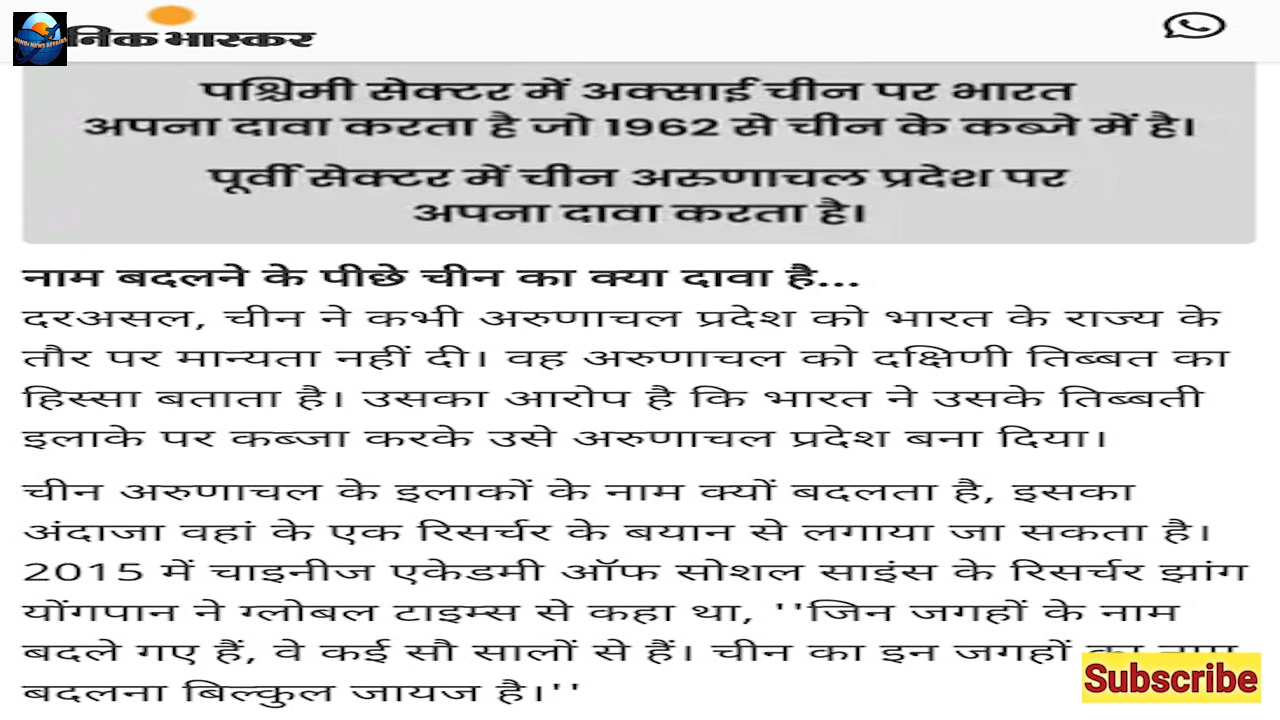 HINDI NEWS AFFAIRS
निक भास्कर
पश्चिमी सेक्टर में अक्साई चीन पर भारत
अपना दावा करता है जो 1962 से चीन के कब्जे में है।
पूर्वी सेक्टर में चीन अरुणाचल प्रदेश पर
अपना दावा करता है।
नाम बदलने के पीछे चीन का क्या दावा है...
दरअसल, चीन ने कभी अरुणाचल प्रदेश को भारत के राज्य के
तौर पर मान्यता नहीं दी। वह अरुणाचल को दक्षिणी तिब्बत का
हिस्सा बताता है। उसका आरोप है कि भारत ने उसके तिब्बती
इलाके पर कब्जा करके उसे अरुणाचल प्रदेश बना दिया।
चीन अरुणाचल के इलाकों के नाम क्यों बदलता है, इसका
अंदाजा वहां के एक रिसर्चर के बयान से लगाया जा सकता है।
2015 में चाइनीज एकेडमी ऑफ सोशल साइंस के रिसर्चर झांग
योंगपान ने ग्लोबल टाइम्स से कहा था, ''जिन जगहों के नाम
बदले गए हैं, वे कई सौ सालों से हैं। चीन का इन जगहों का नाम
बदलना बिल्कुल जायज है।''
Subscribe